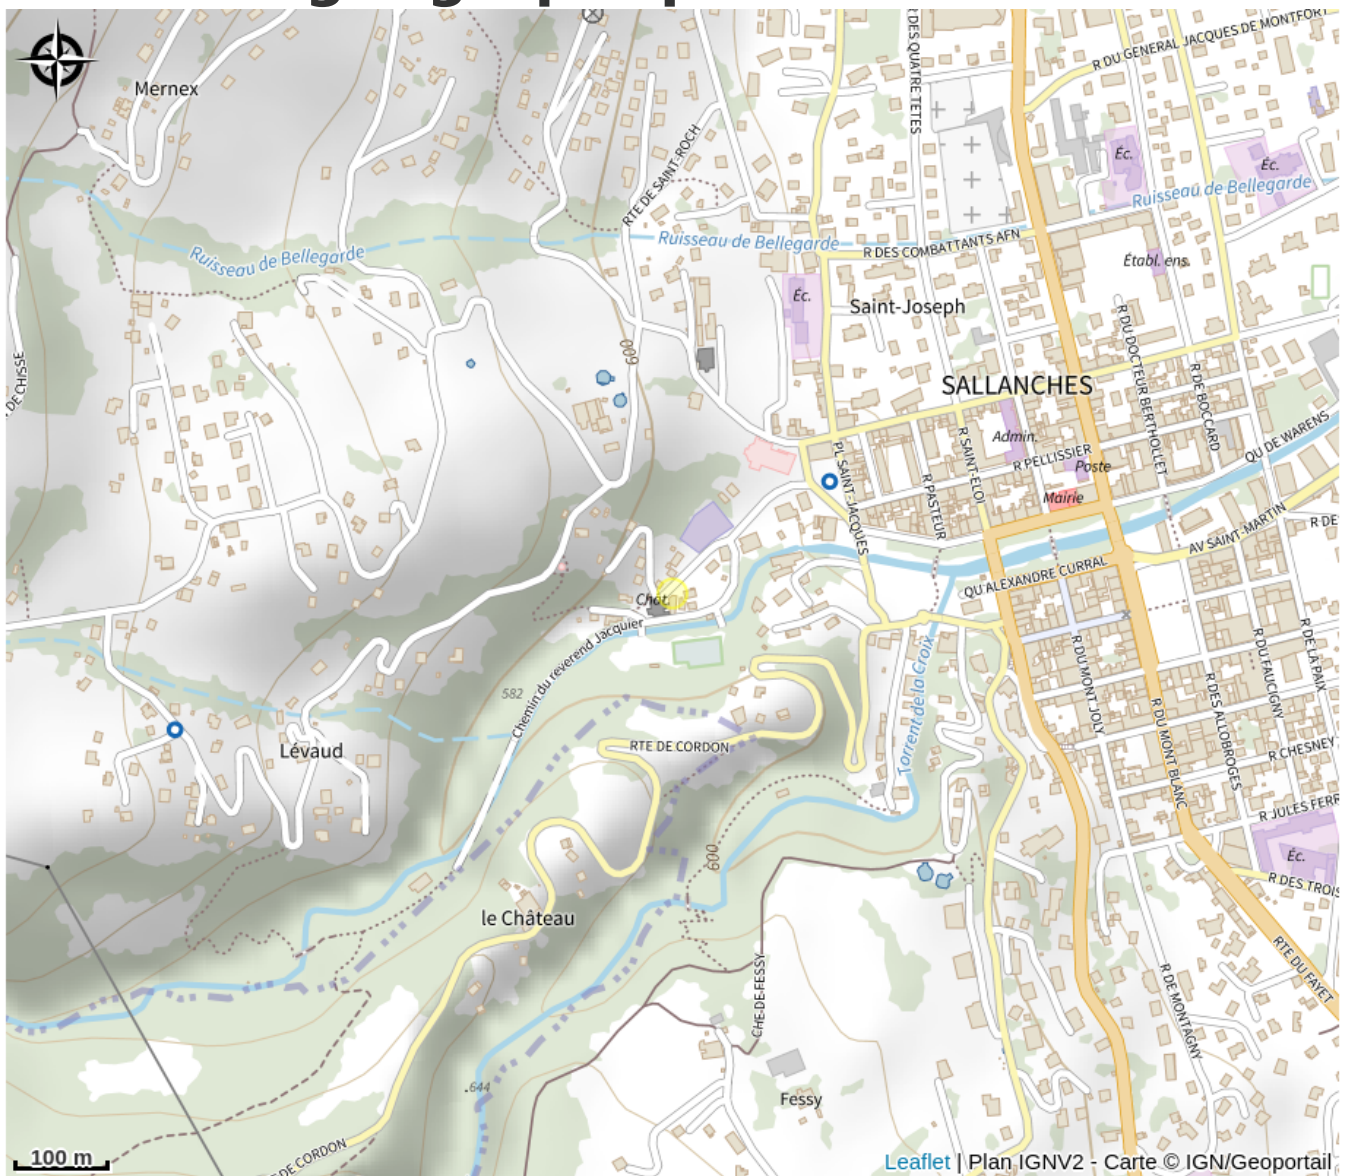 Mernex
R DES QUATRE TETES
R DU GENERAL JACQUES DE MONTFORT
RTE DE SAINT-ROCH
Éc.
Éc.
Ruisseau de Bellegarde
Ruisseau de Bellegarde
Ruisseau de Bellegarde
R DES COMBATTANTS AFN
Établ. ens.
Éc.
Saint-Joseph
600
DE CHISSE
R DU DOCTEUR BERTHOLLET
R DE BOCCARD
SALLANCHES
Admin.
R SAINT-ELOI
R PELLISSIER
Poste
QU DE WARENS
PL SAINT-JACQUES
R PASTEUR
Mairie
AV SAINT-MARTIN
R DE
QU ALEXANDRE CURRAL
Chat.
Chemin du reverend Jacquier
Torrent de la Croix
R DU MONT JOLY
R DU FAUCIGNY
R DE LA PAIX
582
R DES ALLOBROGES
R DU MONT BLANC
RTE DE CORDON
Lévaud
R CHESNEY
R JULES FERR
600
Éc.
R DES TROIS
le Château
CHE DE FESSY
RTE DU FAYET
R DE MONTAGNY
644
Fessy
DE CORDON
100 m
Leaflet | Plan IGNV2 - Carte © IGN/Geoportail